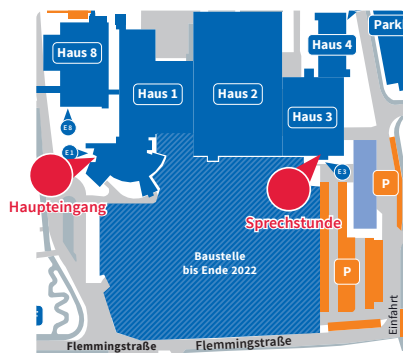 Haus 8
Haus 1
Haus 2
Haus 3
Haus 4
Park
E8
E1
E3
Haupteingang
Sprechstunde
P
P
Baustelle
bis Ende 2022
Einfahrt
Flemmingstraße
Flemmingstraße